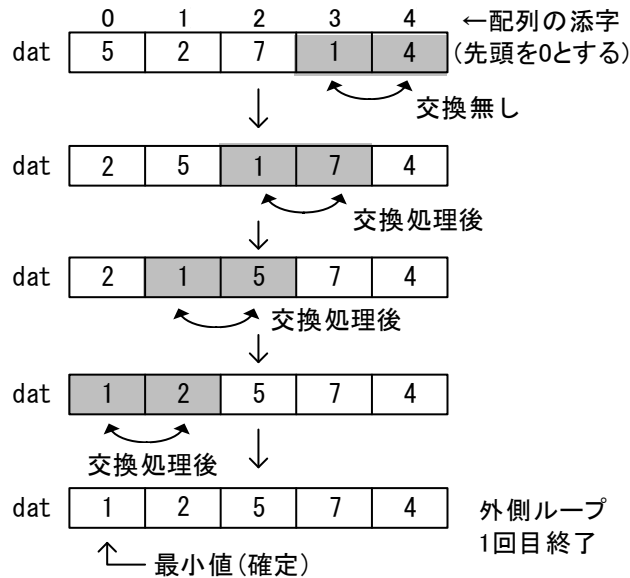 0 1 2 3 4 ←配列の添字
dat 5 2 7 1 4 (先頭を0とする)
交換無し
dat 2 5 1 7 4
交換処理後
dat 2 1 5 7 4
交換処理後
dat 1 2 5 7 4
交換処理後
dat 1 2 5 7 4 外側ループ
1回目終了
最小値(確定)